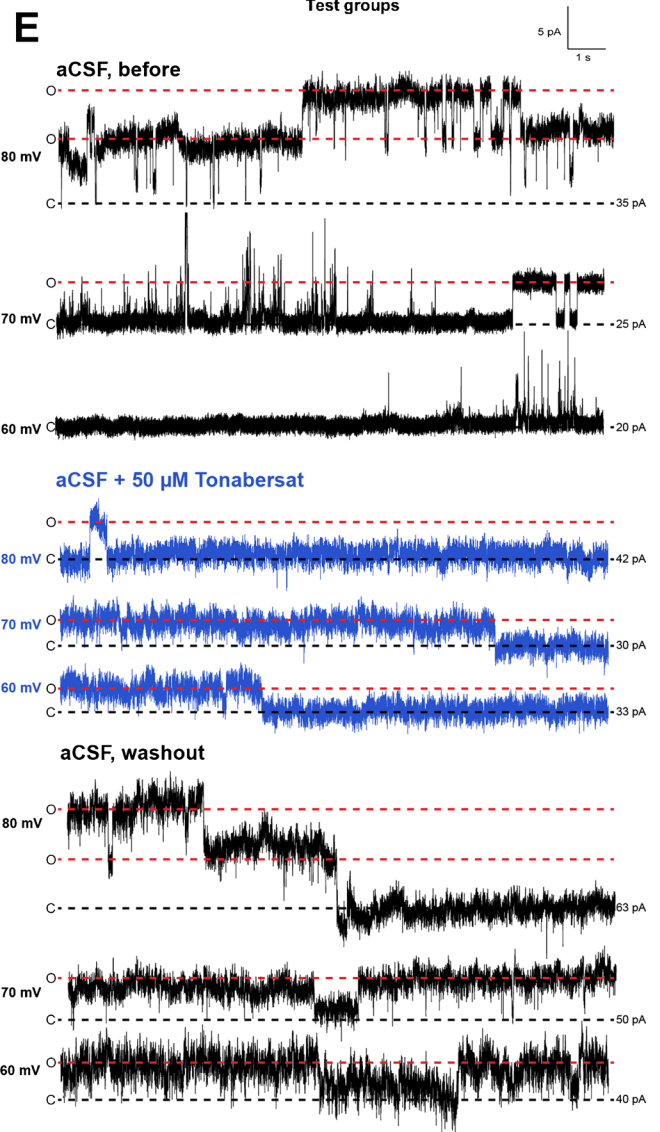 Test groups
E
5 pA
1 s
aCSF, before
O
O
80 mV
C
35 pA
O
70 mV
C
25 pA
60 mV
C
20 pA
aCSF + 50 µM Tonabersat
O
80 mV
C
42 pA
70 mV
O
C
30 pA
60 mV
O
C
33 pA
aCSF, washout
O
80 mV
O
C
63 pA
O
70 mV
C
50 pA
O
60 mV
C
40 pA